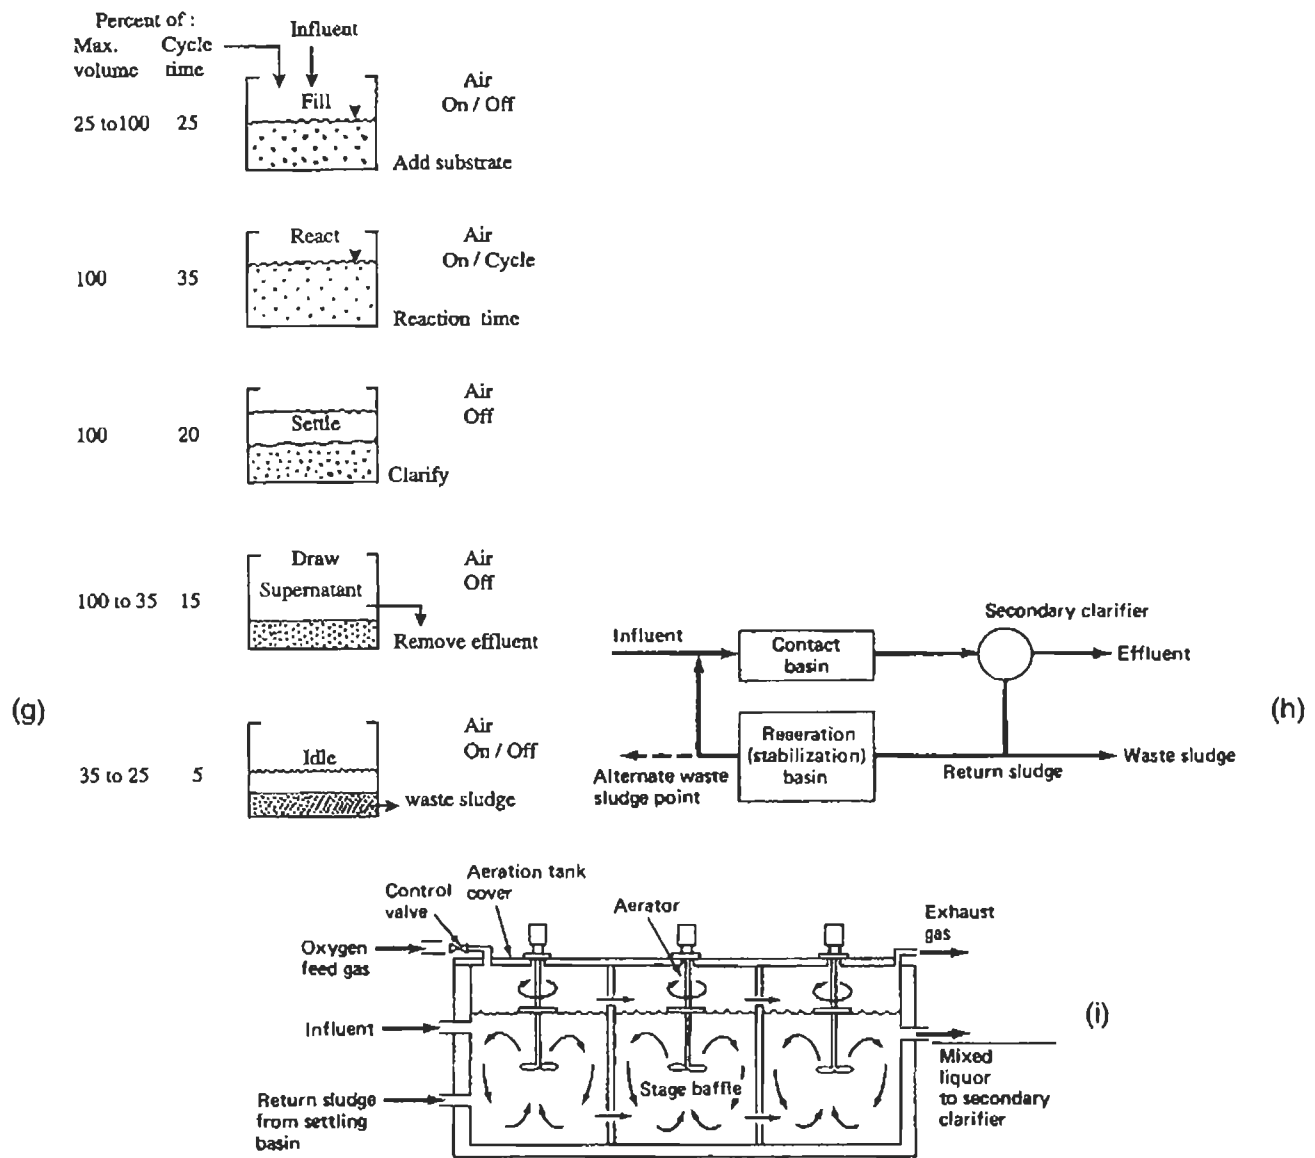 Percent of :
Max. Cycle
volume time
Influent
Fill
Air
On / Off
25 to100 25
Add substrate
React
Air
On / Cycle
100 35
Reaction time
Air
Off
Settle
100 20
Clarify
Draw
Supernatant
Air
Off
100 to 35 15
Remove effluent
(g)
Air
On / Off
Idle
35 to 25 5
waste sludge
Secondary clarifier
Influent
Contact
basin
Effluent
(h)
Reaeration
(stabilization)
basin
Waste sludge
Return sludge
Alternate waste
sludge point
Aeration tank
cover
Control
valve
Aerator
Exhaust
gas
Oxygen
feed gas
(i)
Influent
Stage baffle
Mixed
liquor
to secondary
clarifier
Return sludge
from settling
basin